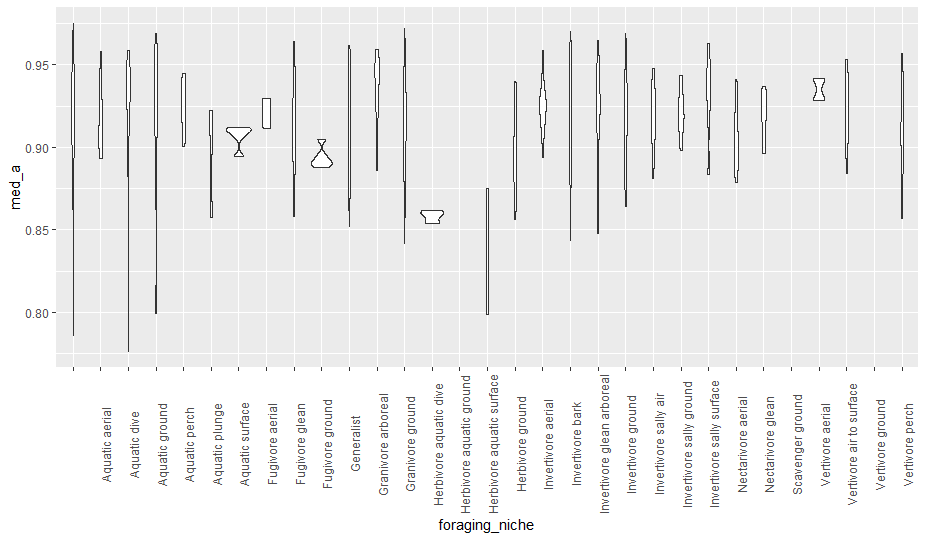 0.95
0.90
0.85
0.80
med_a
Aquatic aerial
Aquatic dive
Aquatic ground
Aquatic perch
Aquatic plunge
Aquatic surface
Fugivore aerial
Fugivore glean
Fugivore ground
Generalist
Granivore arboreal
Granivore ground
Herbivore aquatic dive
Herbivore aquatic ground
Herbivore aquatic surface
Herbivore ground
Invertivore aerial
Invertivore bark
Invertivore glean arboreal
Invertivore ground
Invertivore sally air
Invertivore sally ground
Invertivore sally surface
Nectarivore aerial
Nectarivore glean
Scavenger ground
Vertivore aerial
Vertivore air to surface
Vertivore ground
Vertivore perch
foraging_niche